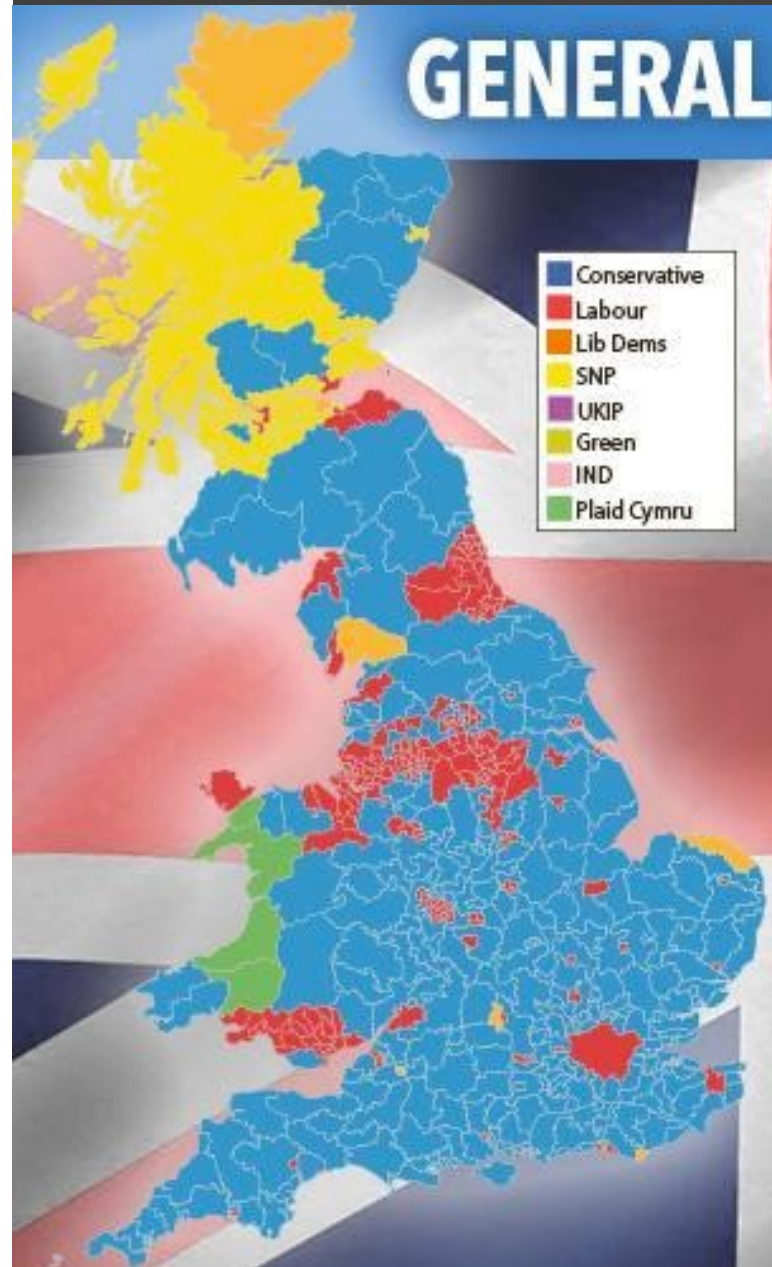 GENERAL
Conservative
Labour
Lib Dems
SNP
UKIP
Green
IND
Plaid Cymru